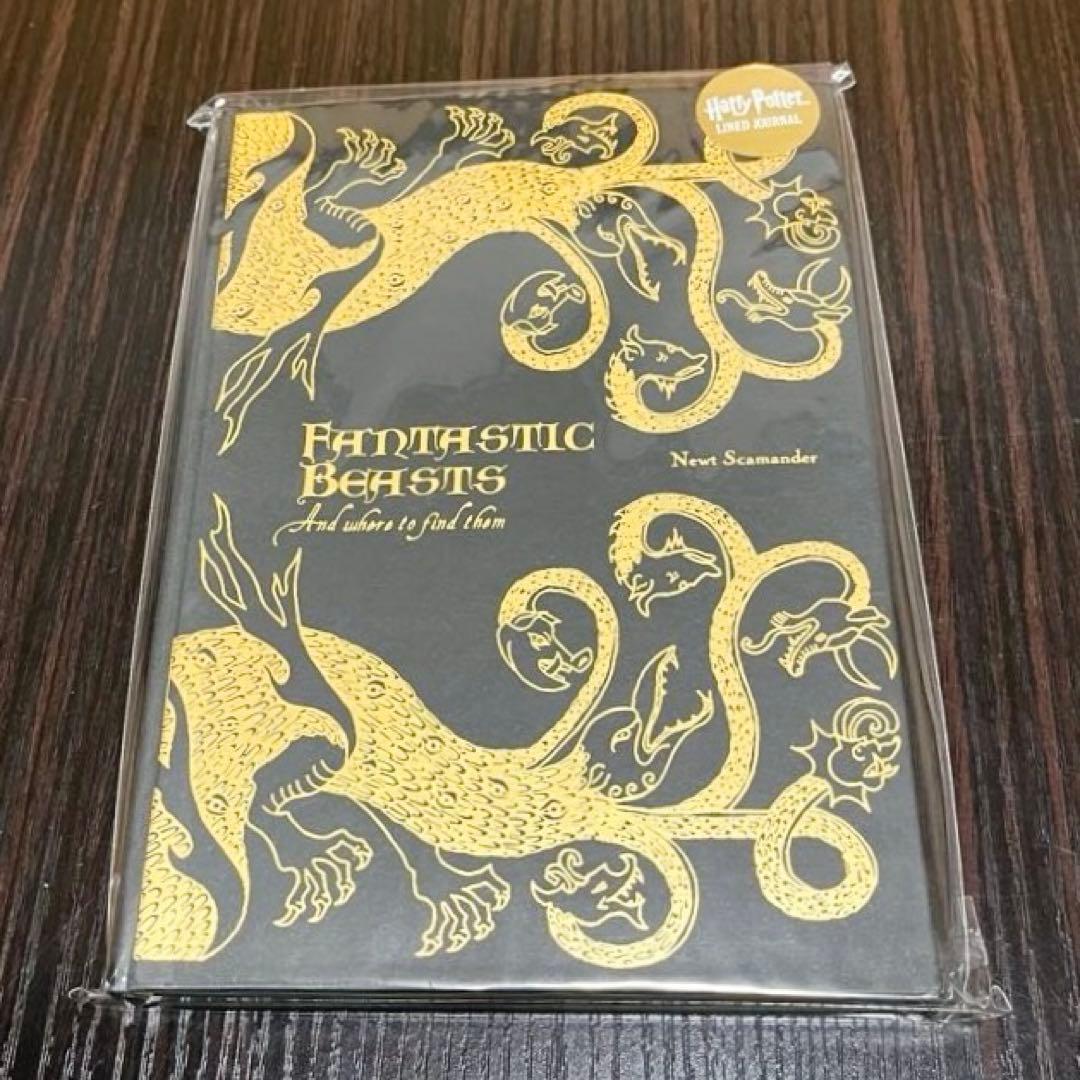 Harry Potter
LINED JOURNAL
FANTASTIC
BEASTS
And where to find them
Newt Scamander